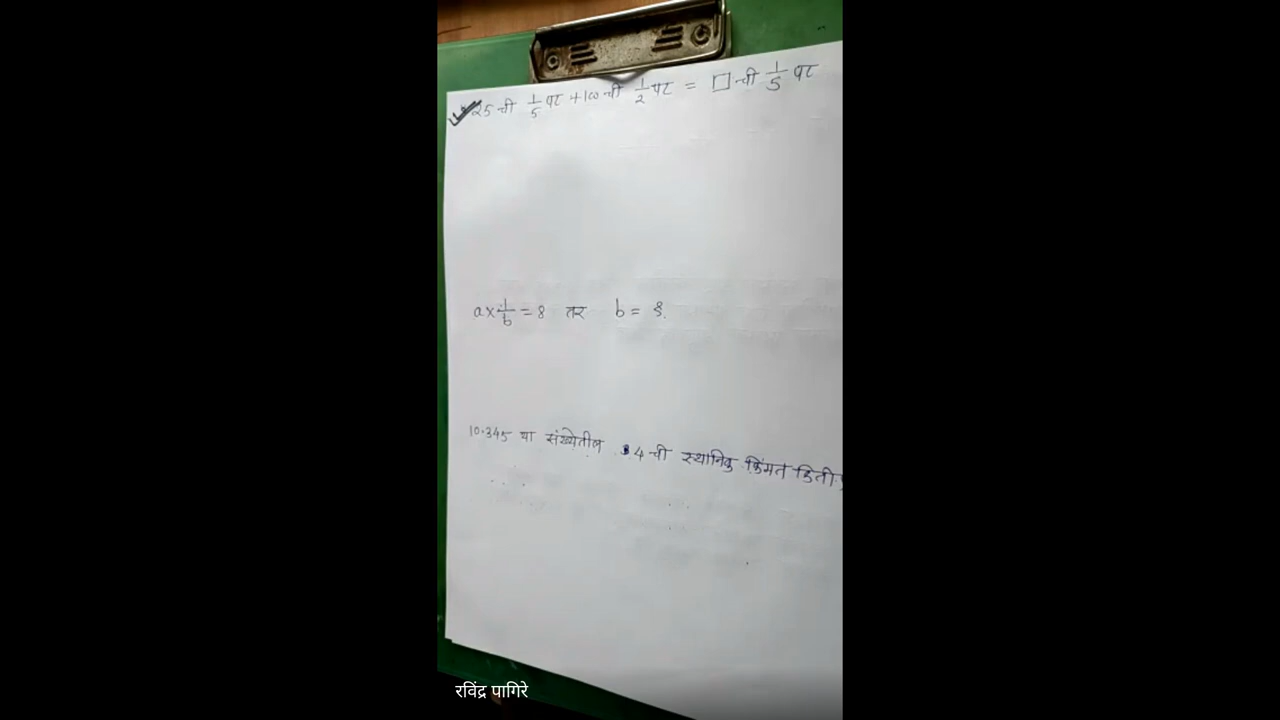 25 ची 1/5 पट + 100 ची 1/2 पट = □ ची 1/5 पट
a × 1/b = 8 तर b = ?
10.345 या संख्येतील 4 ची स्थानिक किंमत किती
रविंद्र पागिरे